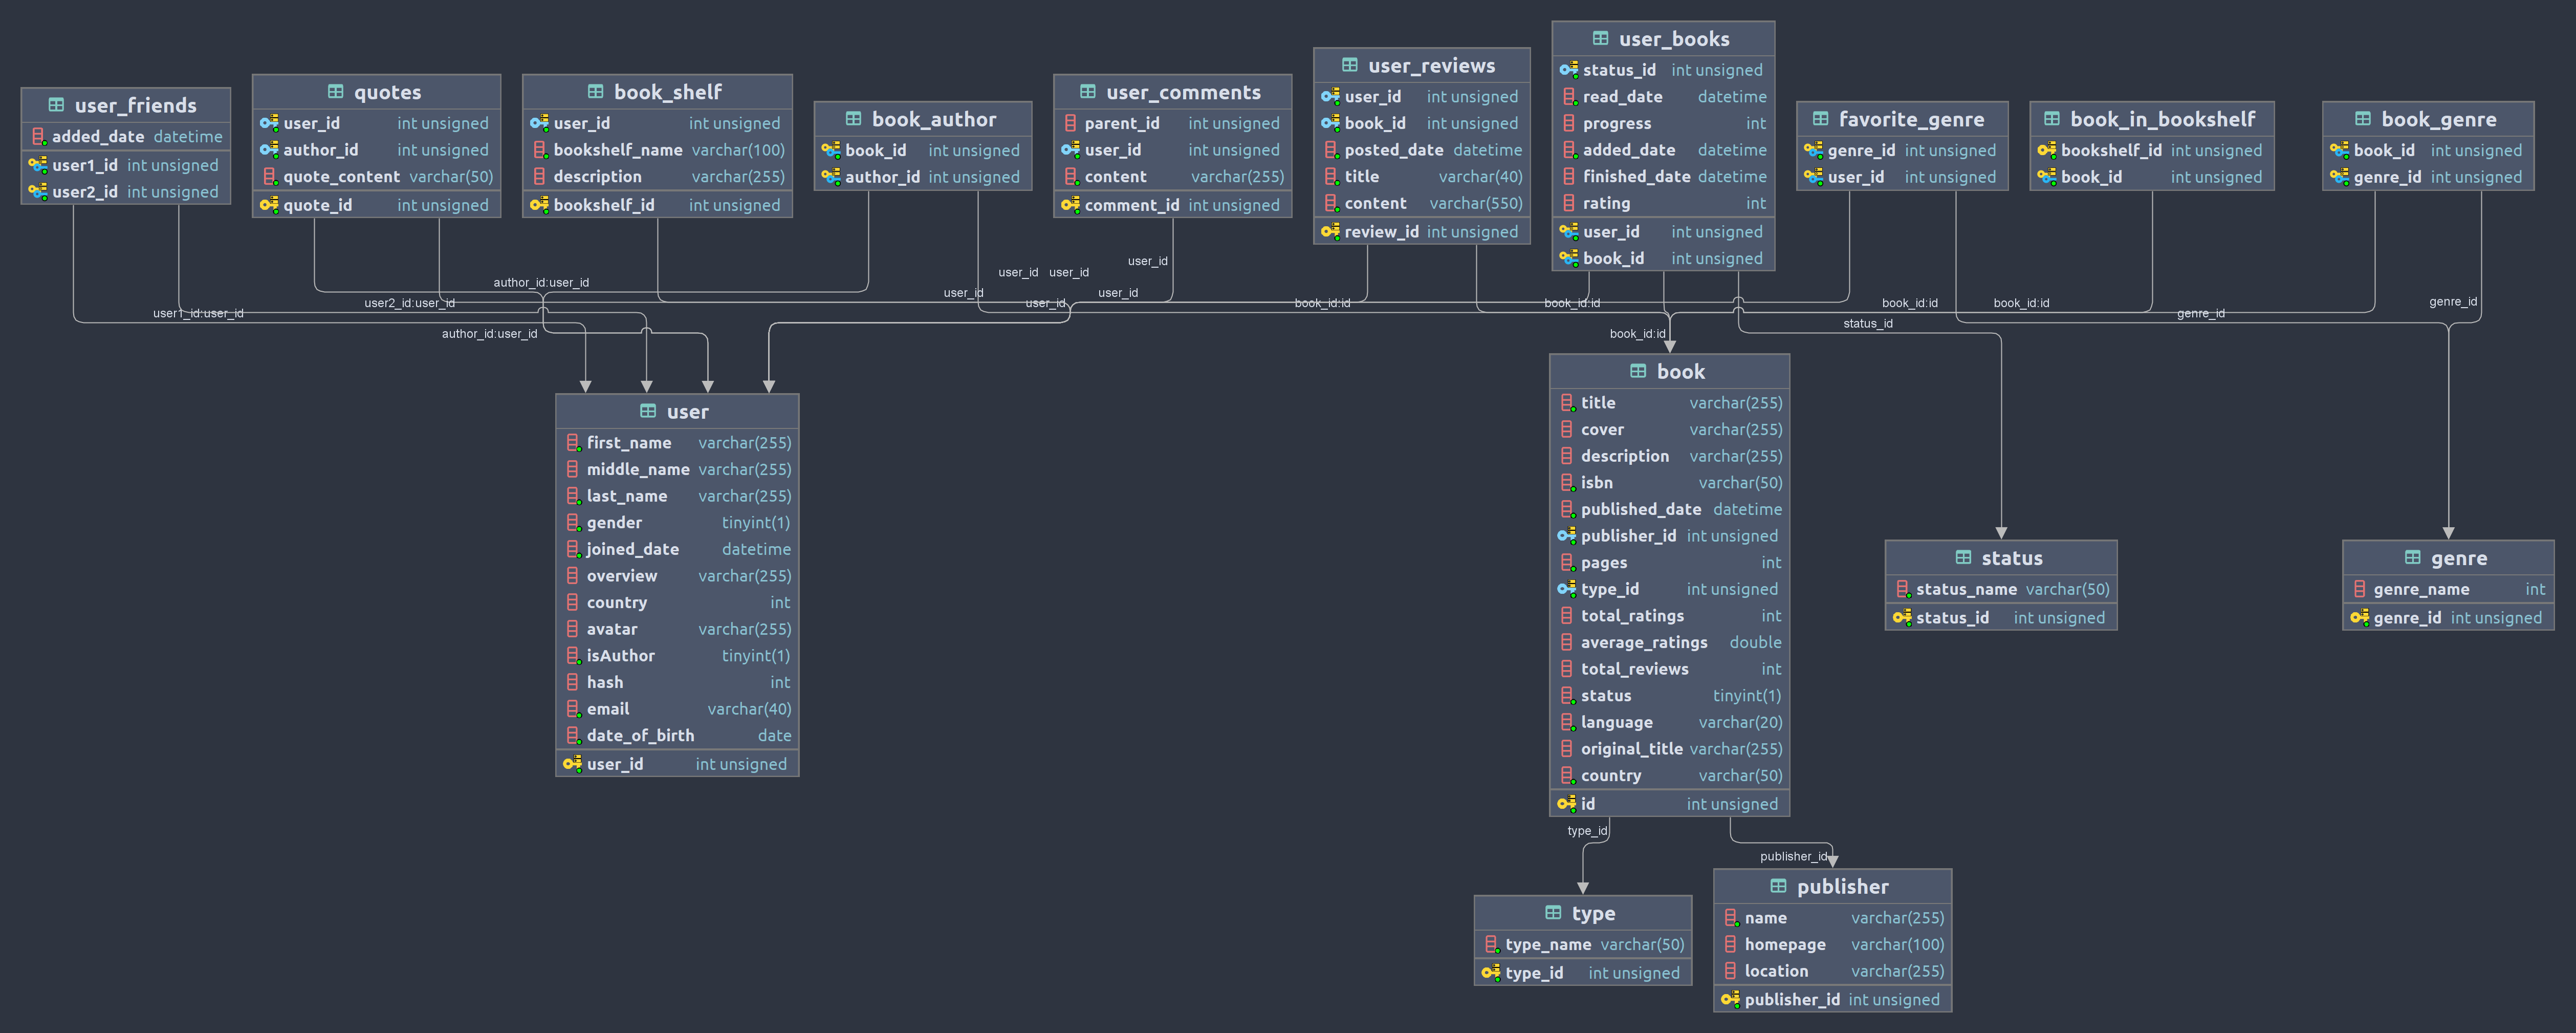 user_friends
added_date datetime
user1_id int unsigned
user2_id int unsigned
quotes
user_id int unsigned
author_id int unsigned
quote_content varchar(50)
quote_id int unsigned
book_shelf
user_id int unsigned
bookshelf_name varchar(100)
description varchar(255)
bookshelf_id int unsigned
book_author
book_id int unsigned
author_id int unsigned
user_comments
parent_id int unsigned
user_id int unsigned
content varchar(255)
comment_id int unsigned
user_reviews
user_id int unsigned
book_id int unsigned
posted_date datetime
title varchar(40)
content varchar(550)
review_id int unsigned
user_books
status_id int unsigned
read_date datetime
progress int
added_date datetime
finished_date datetime
rating int
user_id int unsigned
book_id int unsigned
favorite_genre
genre_id int unsigned
user_id int unsigned
book_in_bookshelf
bookshelf_id int unsigned
book_id int unsigned
book_genre
book_id int unsigned
genre_id int unsigned
user_id
user_id
user_id
author_id:user_id
user_id
user_id
user2_id:user_id
user_id
book_id:id
book_id:id
book_id:id
book_id:id
genre_id
user1_id:user_id
genre_id
status_id
author_id:user_id
book_id:id
user
first_name varchar(255)
middle_name varchar(255)
last_name varchar(255)
gender tinyint(1)
joined_date datetime
overview varchar(255)
country int
avatar varchar(255)
isAuthor tinyint(1)
hash int
email varchar(40)
date_of_birth date
user_id int unsigned
book
title varchar(255)
cover varchar(255)
description varchar(255)
isbn varchar(50)
published_date datetime
publisher_id int unsigned
pages int
type_id int unsigned
total_ratings int
average_ratings double
total_reviews int
status tinyint(1)
language varchar(20)
original_title varchar(255)
country varchar(50)
id int unsigned
status
status_name varchar(50)
status_id int unsigned
genre
genre_name int
genre_id int unsigned
type_id
publisher_id
type
type_name varchar(50)
type_id int unsigned
publisher
name varchar(255)
homepage varchar(100)
location varchar(255)
publisher_id int unsigned